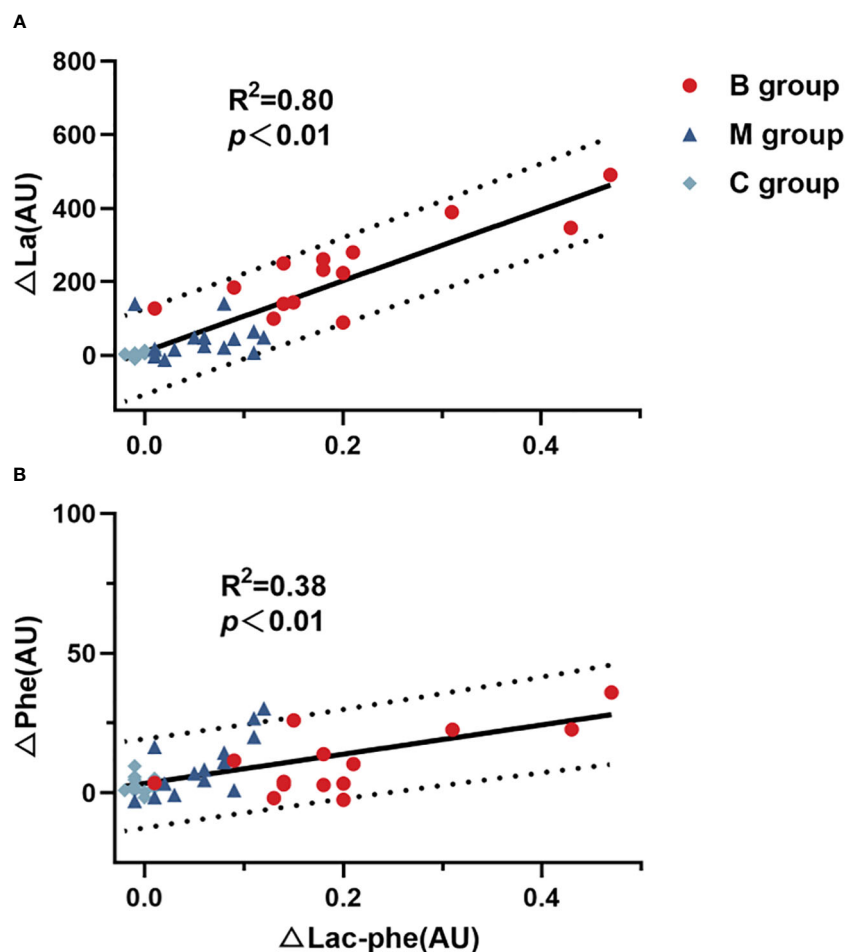 A
800
600
400
200
0
△La(AU)
R²=0.80
p＜0.01
B group
M group
C group
0.0
0.2
0.4
B
100
50
0
△Phe(AU)
R²=0.38
p＜0.01
0.0
0.2
0.4
△Lac-phe(AU)